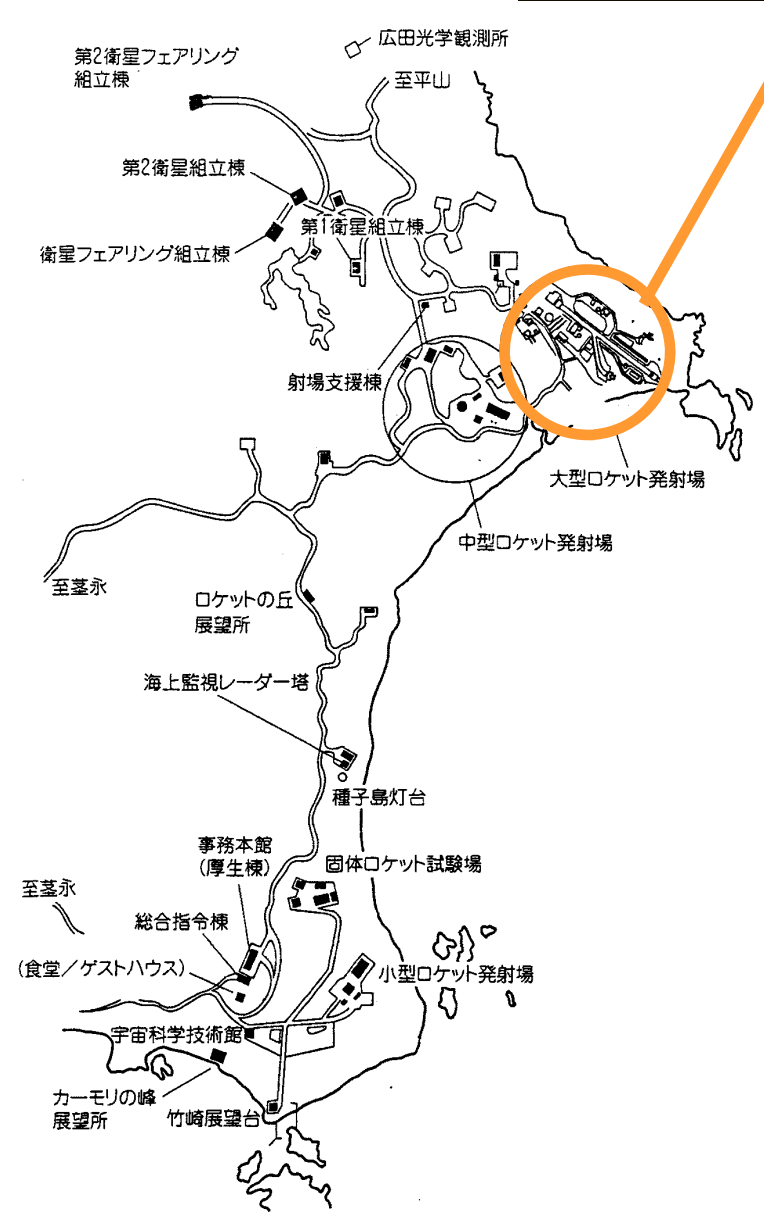 広田光学観測所
第2衛星フェアリング
組立棟
至平山
第2衛星組立棟
第1衛星組立棟
衛星フェアリング組立棟
射場支援棟
大型ロケット発射場
中型ロケット発射場
至茎永
ロケットの丘
展望所
海上監視レーダー塔
種子島灯台
事務本館
(厚生棟)
固体ロケット試験場
至茎永
総合指令棟
(食堂/ゲストハウス)
小型ロケット発射場
宇宙科学技術館
カーモリの峰
展望所
竹崎展望台